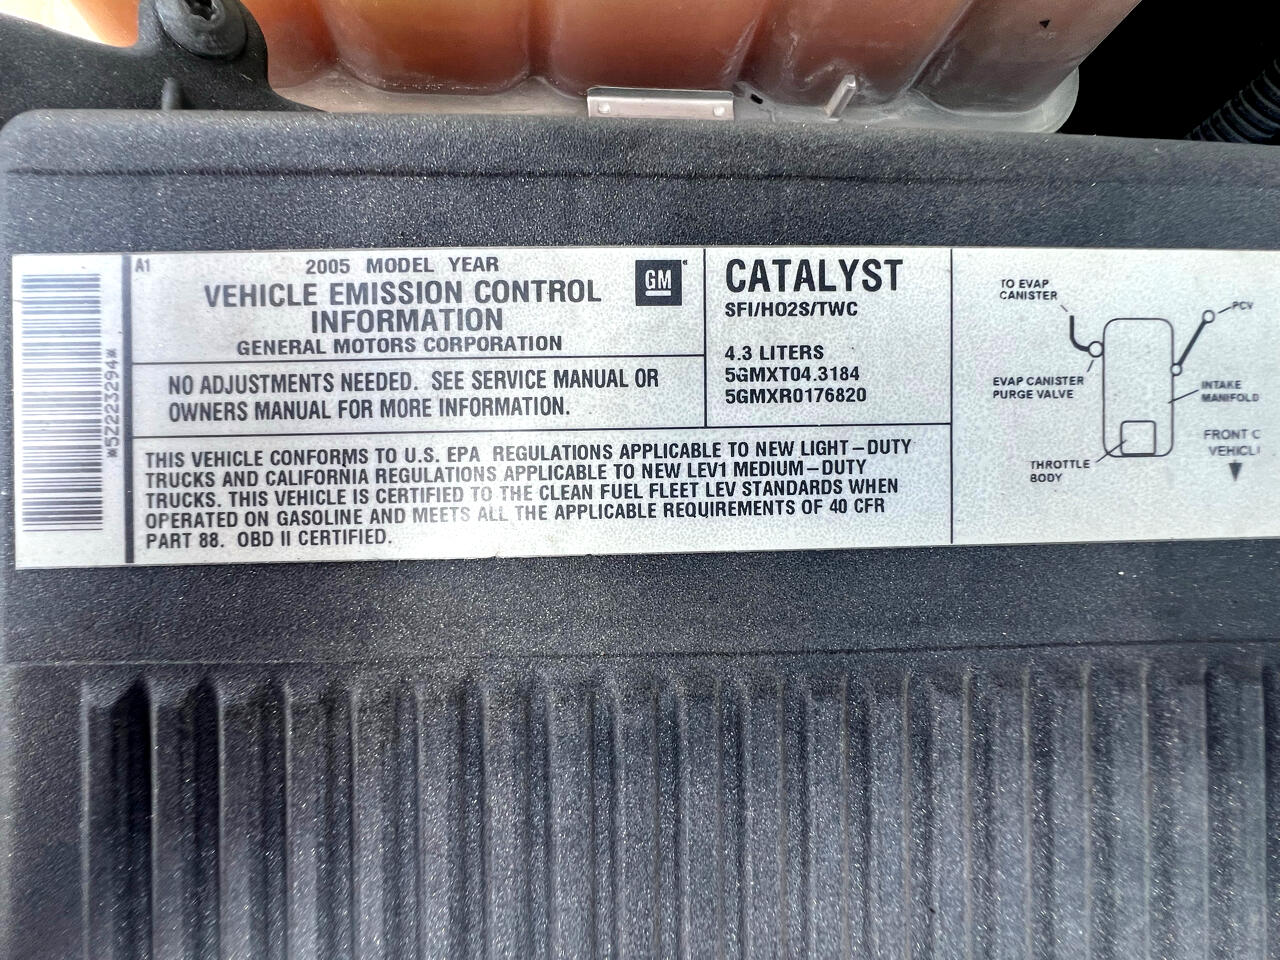 *52223294*
A1
2005 MODEL YEAR
VEHICLE EMISSION CONTROL
INFORMATION
GENERAL MOTORS CORPORATION
GM
NO ADJUSTMENTS NEEDED. SEE SERVICE MANUAL OR
OWNERS MANUAL FOR MORE INFORMATION.
CATALYST
SFI/HO2S/TWC
4.3 LITERS
5GMXT04.3184
5GMXR0176820
THIS VEHICLE CONFORMS TO U.S. EPA REGULATIONS APPLICABLE TO NEW LIGHT-DUTY
TRUCKS AND CALIFORNIA REGULATIONS APPLICABLE TO NEW LEV1 MEDIUM-DUTY
TRUCKS. THIS VEHICLE IS CERTIFIED TO THE CLEAN FUEL FLEET LEV STANDARDS WHEN
OPERATED ON GASOLINE AND MEETS ALL THE APPLICABLE REQUIREMENTS OF 40 CFR
PART 88. OBD II CERTIFIED.
TO EVAP
CANISTER
PCV
EVAP CANISTER
PURGE VALVE
INTAKE
MANIFOLD
THROTTLE
BODY
FRONT